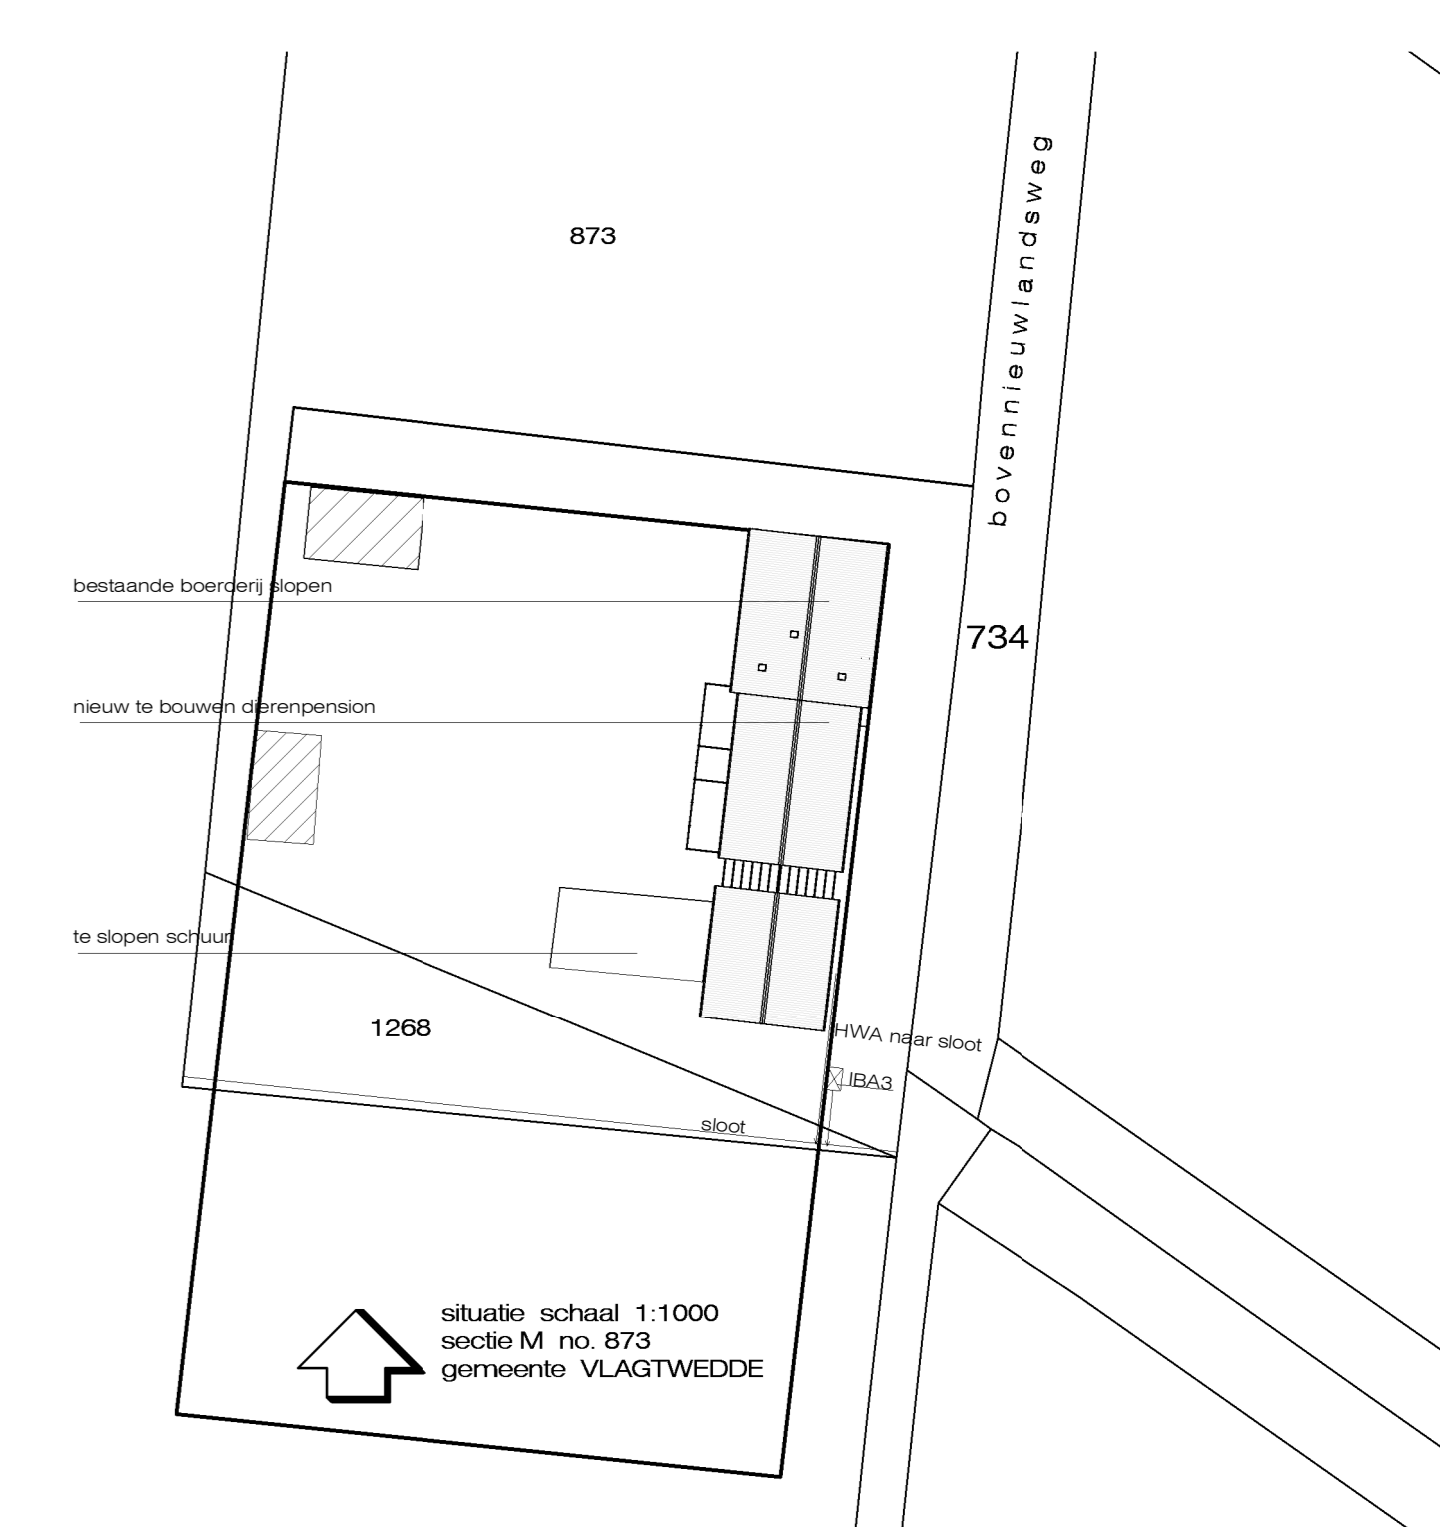 873
bovennieuwlandsweg
bestaande boerderij slopen
734
nieuw te bouwen dierenpension
te slopen schuur
1268
HWA naar sloot
IBA3
sloot
situatie schaal 1:1000
sectie M no. 873
gemeente VLAGTWEDDE